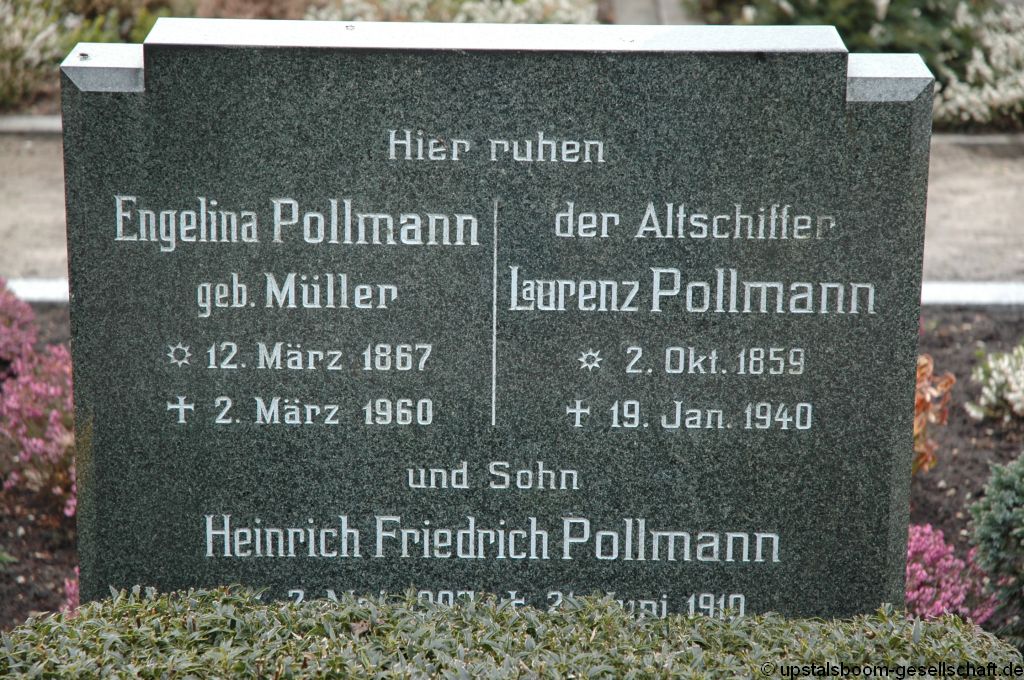 Hier ruhen
Engelina Pollmann
geb. Müller
12. März 1867
2. März 1960
der Altschiffer
Laurenz Pollmann
2. Okt. 1859
19. Jan. 1940
und Sohn
Heinrich Friedrich Pollmann
1910
© upstalsboom-gesellschaft.de